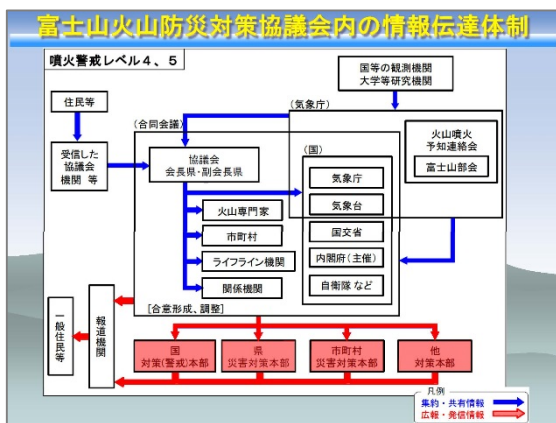 富士山火山防災対策協議会内の情報伝達体制
噴火警戒レベル4、5
国等の観測機関
大学等研究機関
住民等
(気象庁)
(合同会議)
受信した
協議会
機関 等
協議会
会長県・副会長県
(国)
火山噴火
予知連絡会
富士山部会
気象庁
気象台
火山専門家
市町村
国交省
ライフライン機関
内閣府(主催)
関係機関
自衛隊 など
[合意形成、調整]
一般住民等
報道機関
国
対策(警戒)本部
県
災害対策本部
市町村
災害対策本部
他
対策本部
凡例
集約・共有情報
広報・発信情報